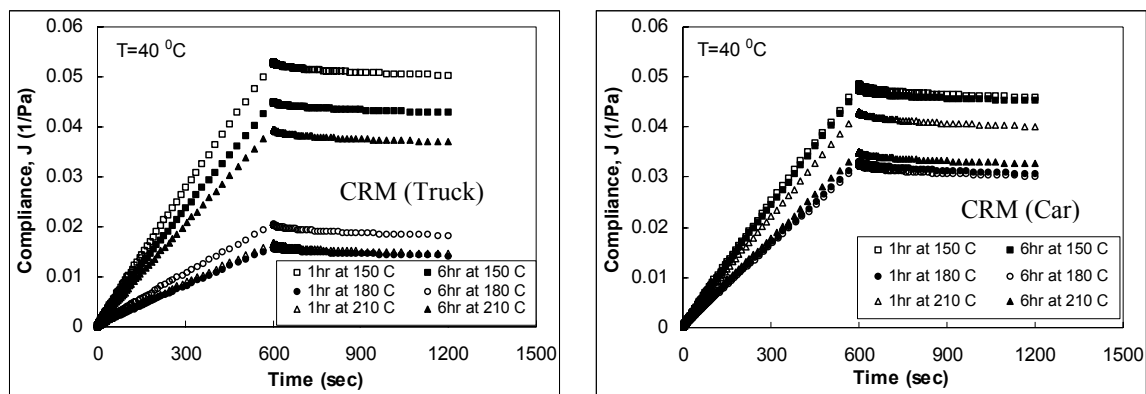 T=40 ⁰C
Compliance, J (1/Pa)
0.06
0.05
0.04
0.03
0.02
0.01
0
CRM (Truck)
1hr at 150 C 6hr at 150 C
1hr at 180 C 6hr at 180 C
1hr at 210 C 6hr at 210 C
0 300 600 900 1200 1500
Time (sec)
T=40 ⁰C
Compliance, J (1/Pa)
0.06
0.05
0.04
0.03
0.02
0.01
0
CRM (Car)
1hr at 150 C 6hr at 150 C
1hr at 180 C 6hr at 180 C
1hr at 210 C 6hr at 210 C
0 300 600 900 1200 1500
Time (sec)